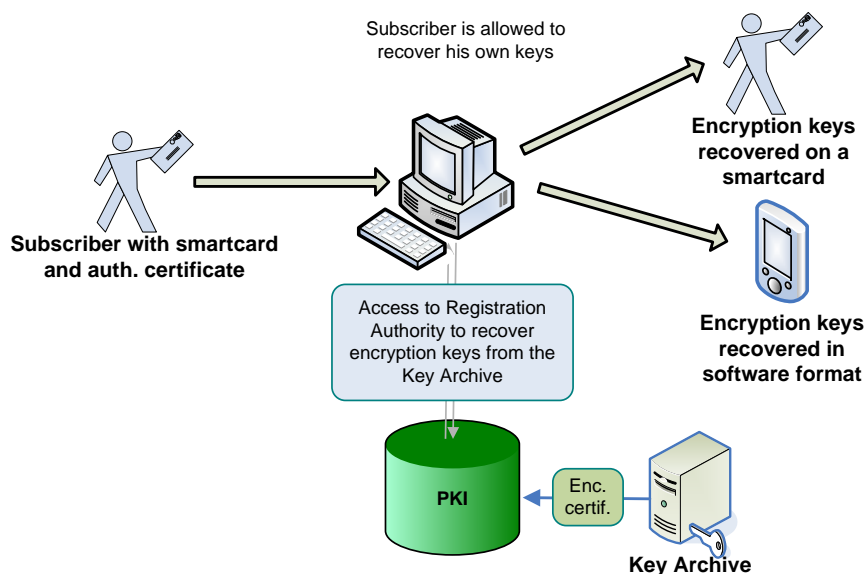 Subscriber is allowed to
recover his own keys
Encryption keys
recovered on a
smartcard
Subscriber with smartcard
and auth. certificate
Access to Registration
Authority to recover
encryption keys from the
Key Archive
Encryption keys
recovered in
software format
PKI
Enc.
certif.
Key Archive